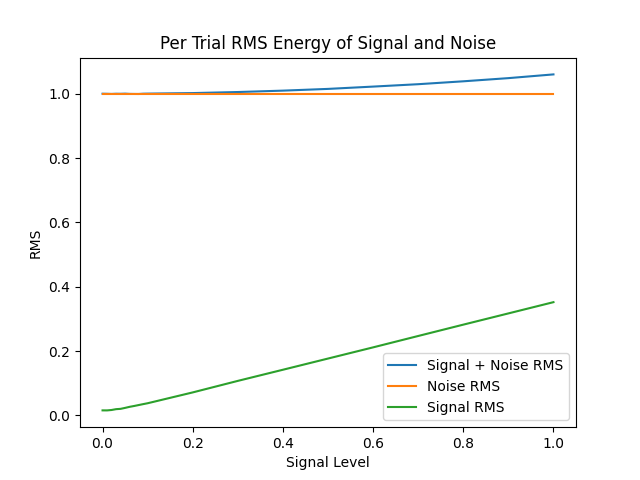 Per Trial RMS Energy of Signal and Noise
RMS
1.0
0.8
0.6
0.4
0.2
0.0
0.0 0.2 0.4 0.6 0.8 1.0
Signal Level
Signal + Noise RMS
Noise RMS
Signal RMS